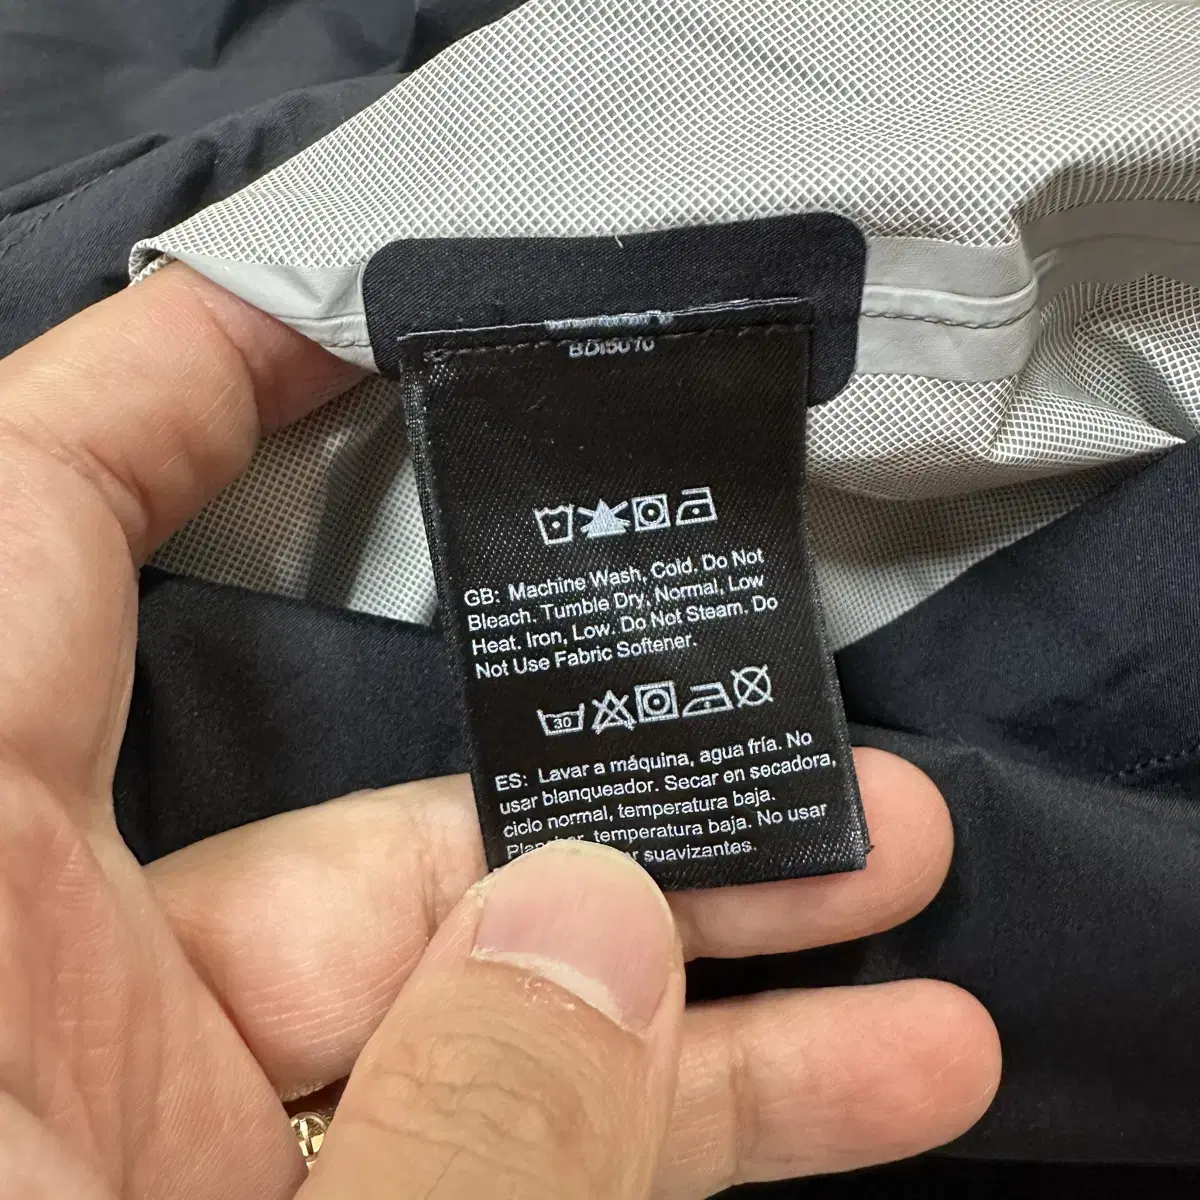 GB: Machine Wash, Cold. Do Not
Bleach. Tumble Dry, Normal, Low
Heat. Iron, Low. Do Not Steam. Do
Not Use Fabric Softener.
30
ES: Lavar a máquina, agua fría. No
usar blanqueador. Secar en secadora,
ciclo normal, temperatura baja.
temperatura baja. No usar
suavizantes.